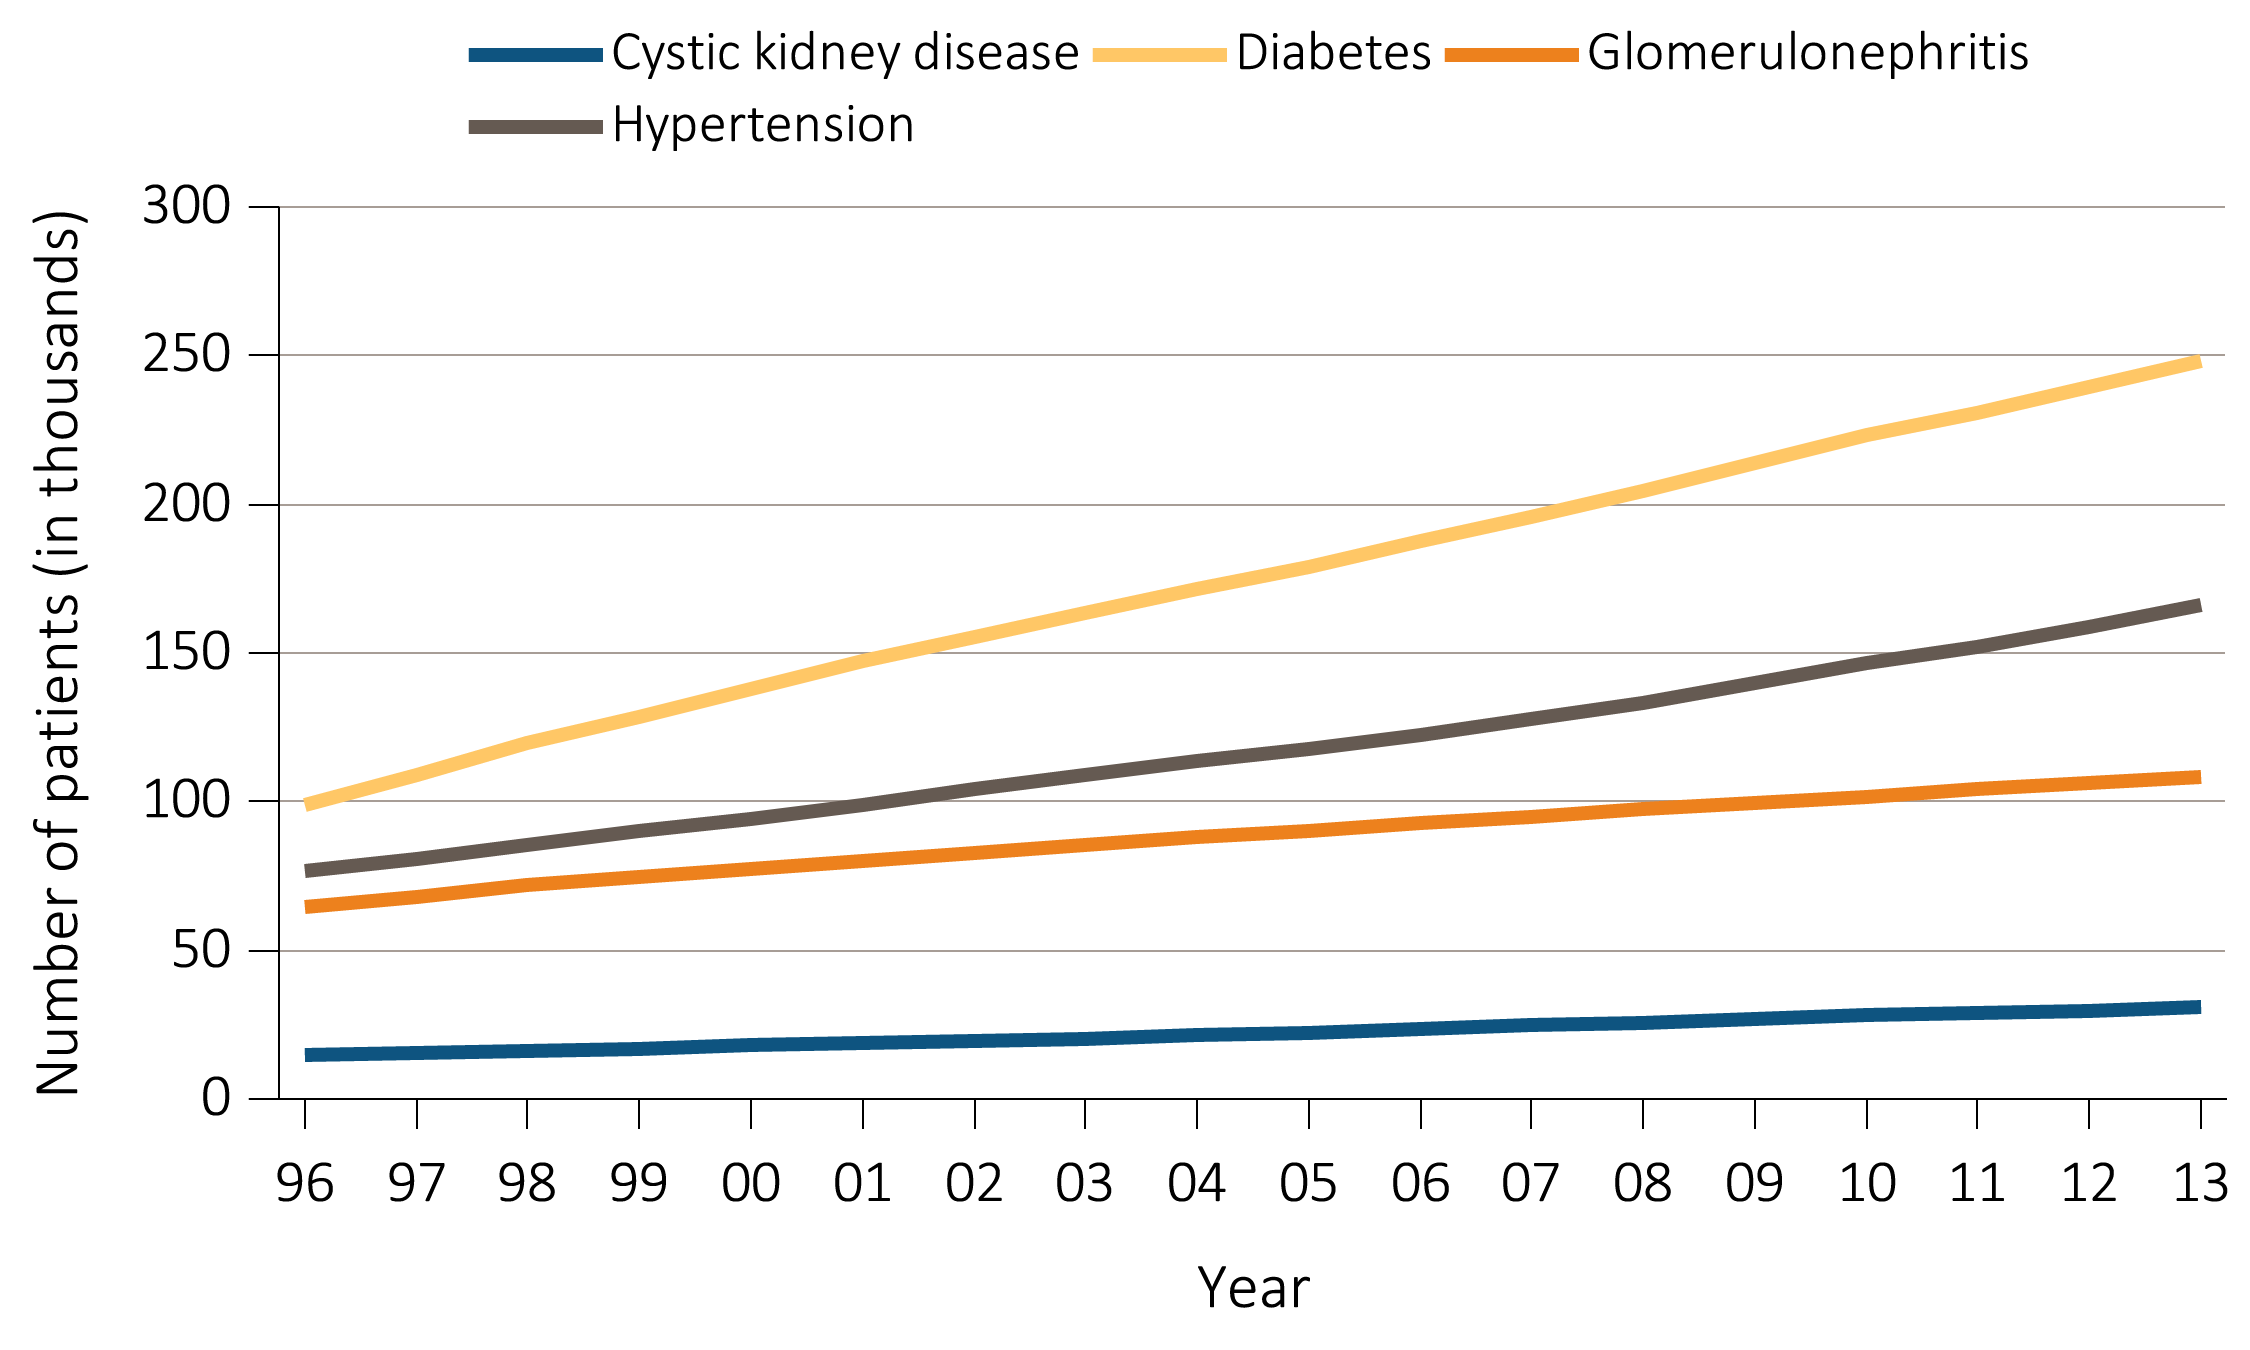 Cystic kidney disease Diabetes Glomerulonephritis
Hypertension
Number of patients (in thousands)
300
250
200
150
100
50
0
96 97 98 99 00 01 02 03 04 05 06 07 08 09 10 11 12 13
Year